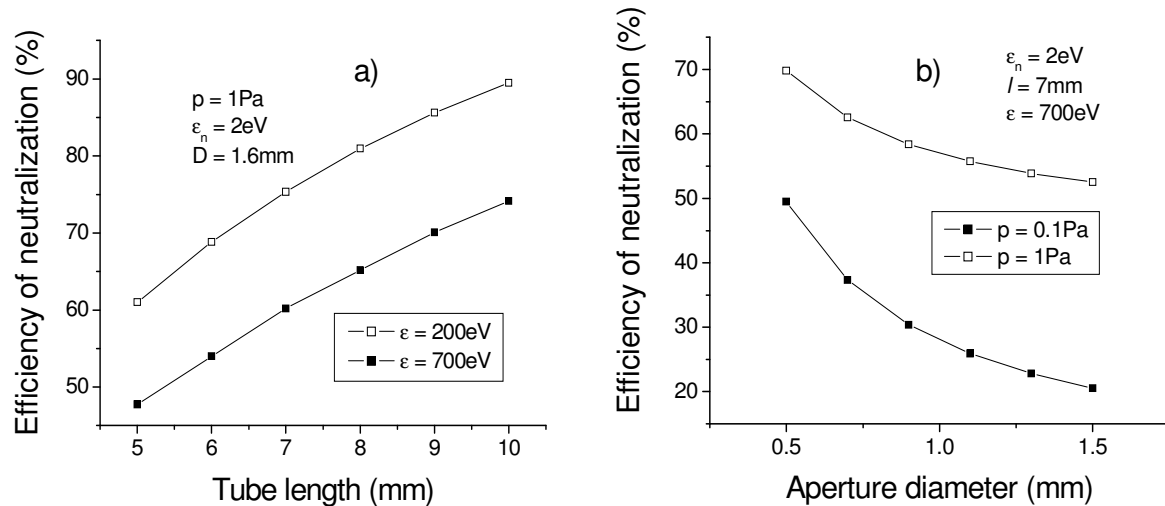 Efficiency of neutralization (%)
90
80
70
60
50
5 6 7 8 9 10
Tube length (mm)
a)
p = 1Pa
εn = 2eV
D = 1.6mm
ε = 200eV
ε = 700eV
Efficiency of neutralization (%)
70
60
50
40
30
20
0.5 1.0 1.5
Aperture diameter (mm)
b)
εn = 2eV
l = 7mm
ε = 700eV
p = 0.1Pa
p = 1Pa